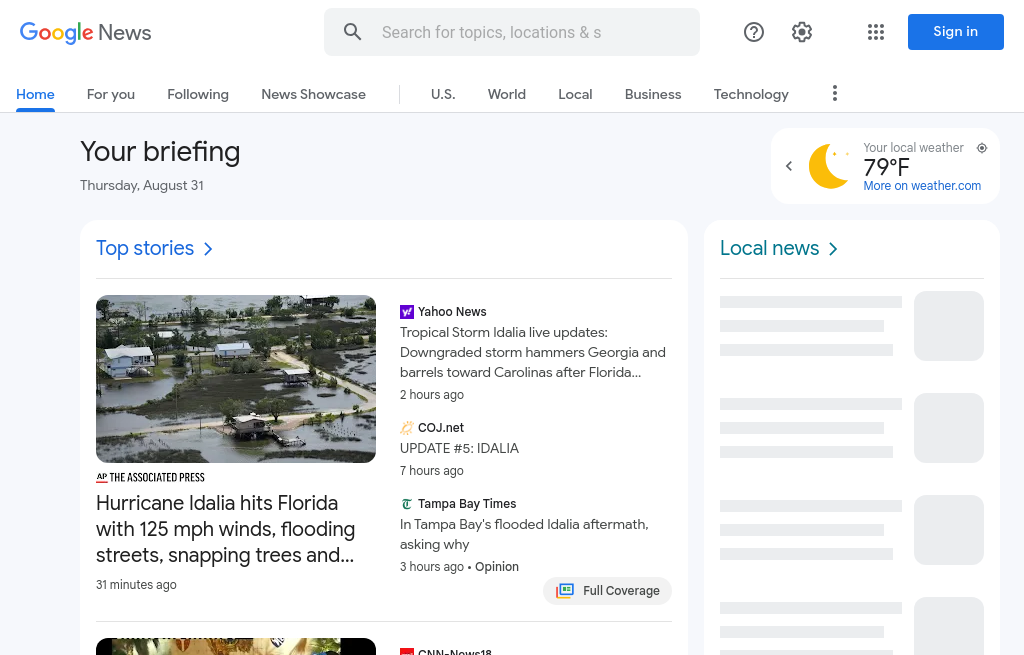 Google News
Search for topics, locations & s
Sign in
Home
For you
Following
News Showcase
U.S.
World
Local
Business
Technology
Your briefing
Thursday, August 31
Your local weather
79°F
More on weather.com
Top stories
THE ASSOCIATED PRESS
AP
Hurricane Idalia hits Florida
with 125 mph winds, flooding
streets, snapping trees and...
31 minutes ago
Yahoo News
Tropical Storm Idalia live updates:
Downgraded storm hammers Georgia and
barrels toward Carolinas after Florida...
2 hours ago
COJ.net
UPDATE #5: IDALIA
7 hours ago
Tampa Bay Times
In Tampa Bay's flooded Idalia aftermath,
asking why
3 hours ago • Opinion
Full Coverage
CNN-News18
Local news